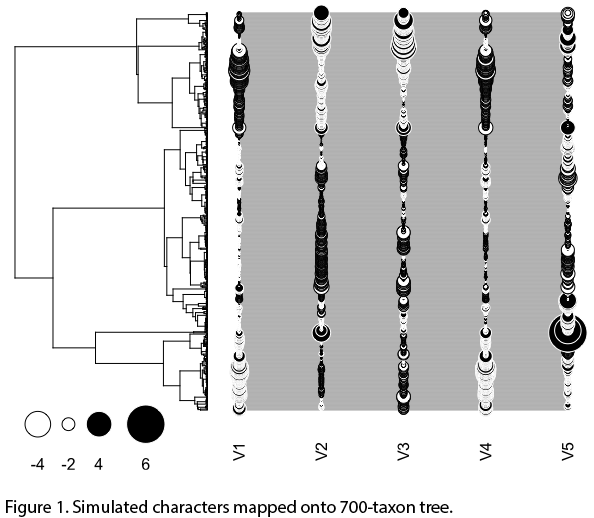 V1 V2 V3 V4 V5
-4 -2 4 6
Figure 1. Simulated characters mapped onto 700-taxon tree.